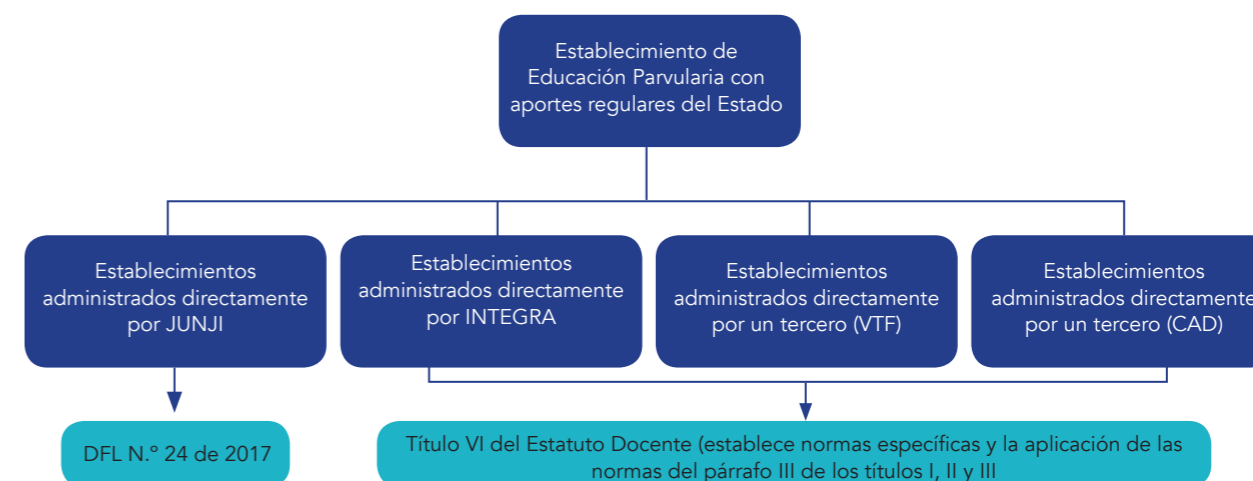 Establecimiento de
Educación Parvularia con
aportes regulares del Estado
Establecimientos
administrados directamente
por JUNJI
Establecimientos
administrados directamente
por INTEGRA
Establecimientos
administrados directamente
por un tercero (VTF)
Establecimientos
administrados directamente
por un tercero (CAD)
DFL N.º 24 de 2017
Título VI del Estatuto Docente (establece normas específicas y la aplicación de las
normas del párrafo III de los títulos I, II y III